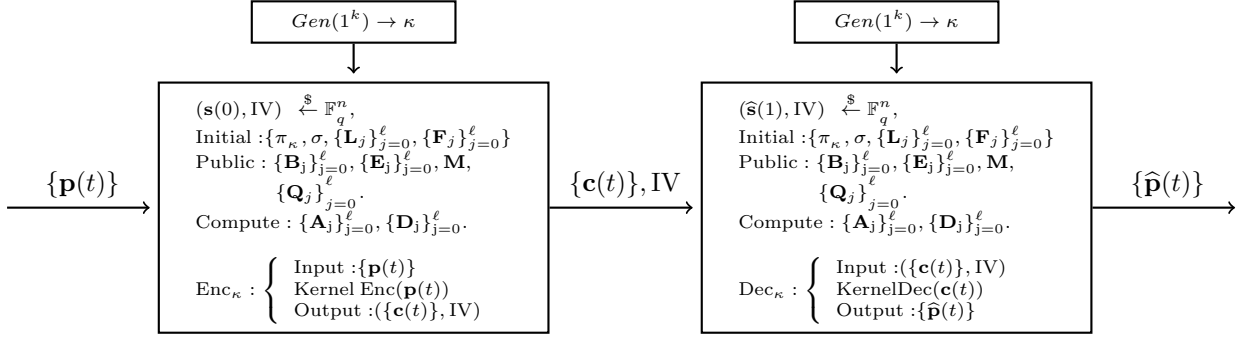 Gen(1^k) → κ
(s(0), IV) ←$ 𝔽_q^n,
Initial :{π_κ, σ, {L_j}_{j=0}^ℓ, {F_j}_{j=0}^ℓ}
Public : {B_j}_{j=0}^ℓ, {E_j}_{j=0}^ℓ, M,
{Q_j}_{j=0}^ℓ.
Compute : {A_j}_{j=0}^ℓ, {D_j}_{j=0}^ℓ.
Enc_κ : {
Input :{p(t)}
Kernel Enc(p(t))
Output :({c(t)}, IV)
{p(t)}
{c(t)}, IV
Gen(1^k) → κ
(ŝ(1), IV) ←$ 𝔽_q^n,
Initial :{π_κ, σ, {L_j}_{j=0}^ℓ, {F_j}_{j=0}^ℓ}
Public : {B_j}_{j=0}^ℓ, {E_j}_{j=0}^ℓ, M,
{Q_j}_{j=0}^ℓ.
Compute : {A_j}_{j=0}^ℓ, {D_j}_{j=0}^ℓ.
Dec_κ : {
Input :({c(t)}, IV)
KernelDec(c(t))
Output :{p̂(t)}
{p̂(t)}